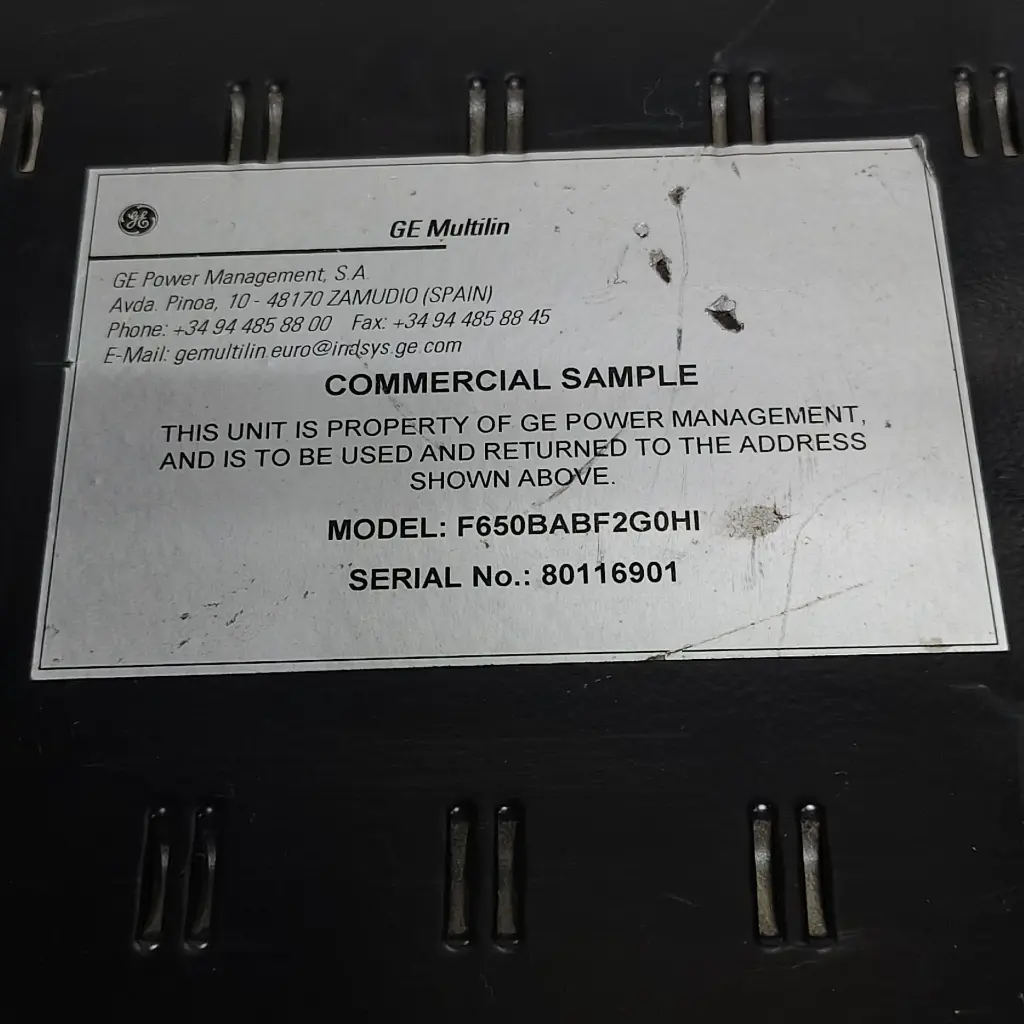 GE
GE Multilin
GE Power Management, S.A.
Avda. Pinoa, 10 - 48170 ZAMUDIO (SPAIN)
Phone: +34 94 485 88 00 Fax: +34 94 485 88 45
E-Mail: gemultilin.euro@indsys.ge.com
COMMERCIAL SAMPLE
THIS UNIT IS PROPERTY OF GE POWER MANAGEMENT,
AND IS TO BE USED AND RETURNED TO THE ADDRESS
SHOWN ABOVE.
MODEL: F650BABF2G0HI
SERIAL No.: 80116901